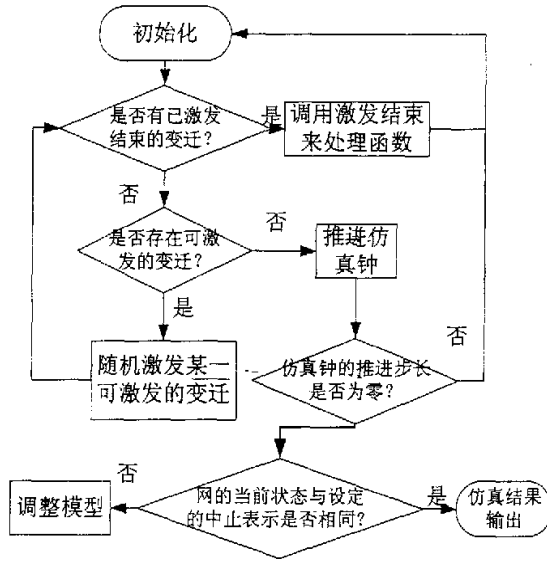 初始化
是否有已激发
结束的变迁？
是
调用激发结束
来处理函数
否
是否存在可激
发的变迁？
否
推进仿
真钟
是
随机激发某一
可激发的变迁
仿真钟的推进步长
是否为零？
否
网的当前状态与设定
的中止表示是否相同？
否
调整模型
是
仿真结果
输出